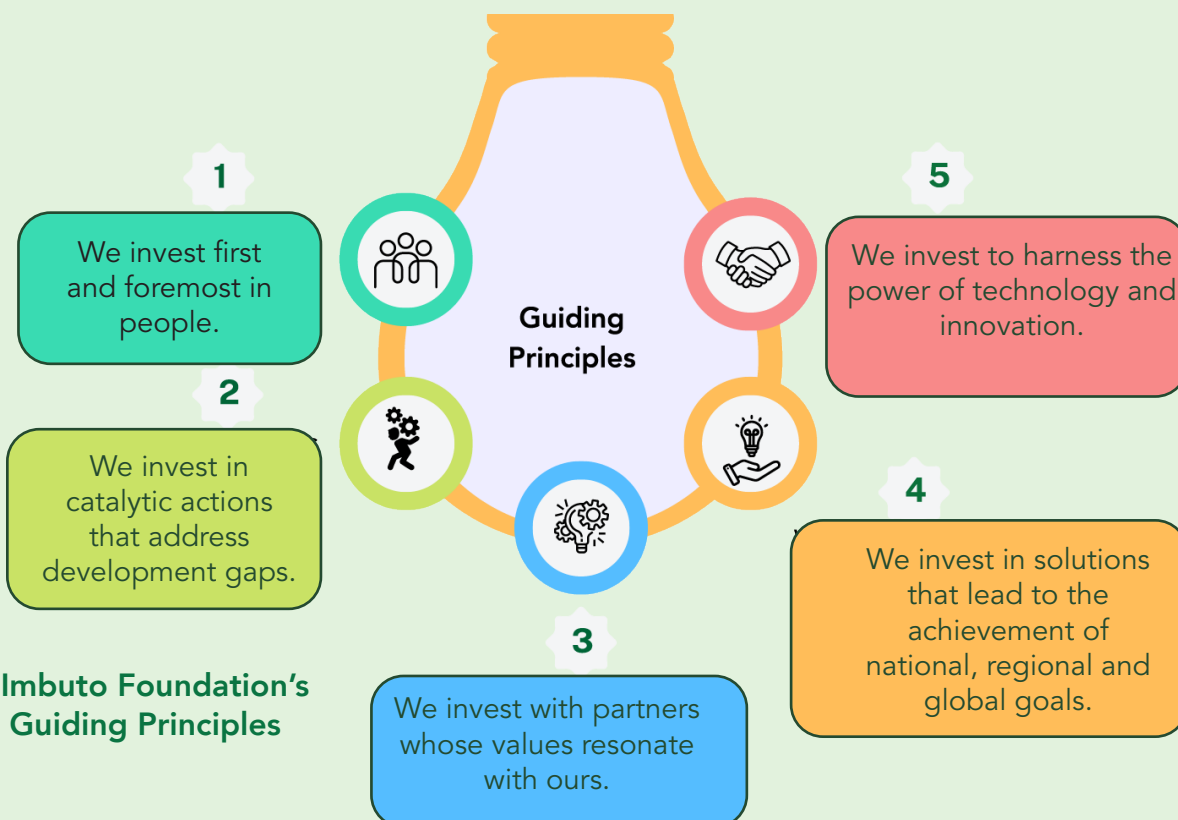 Guiding
Principles
1
We invest first
and foremost in
people.
2
We invest in
catalytic actions
that address
development gaps.
3
We invest with partners
whose values resonate
with ours.
4
We invest in solutions
that lead to the
achievement of
national, regional and
global goals.
5
We invest to harness the
power of technology and
innovation.
Imbuto Foundation’s
Guiding Principles